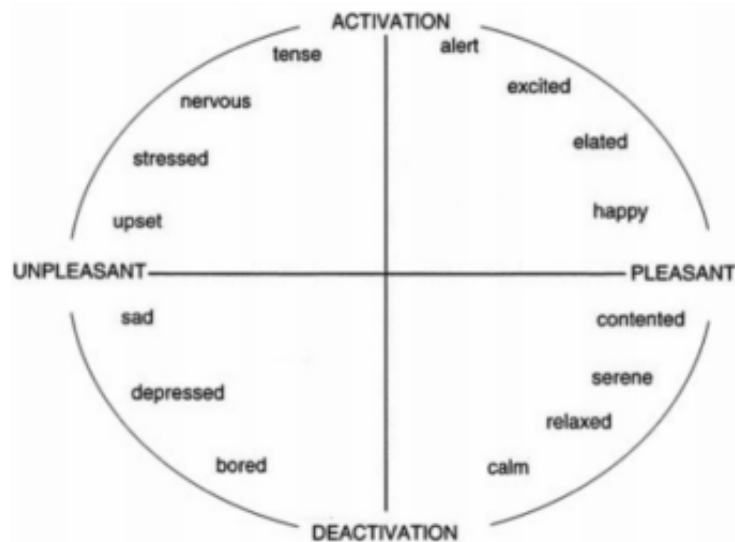 ACTIVATION
tense
alert
nervous
excited
stressed
elated
upset
happy
UNPLEASANT
PLEASANT
sad
contented
depressed
serene
relaxed
bored
calm
DEACTIVATION